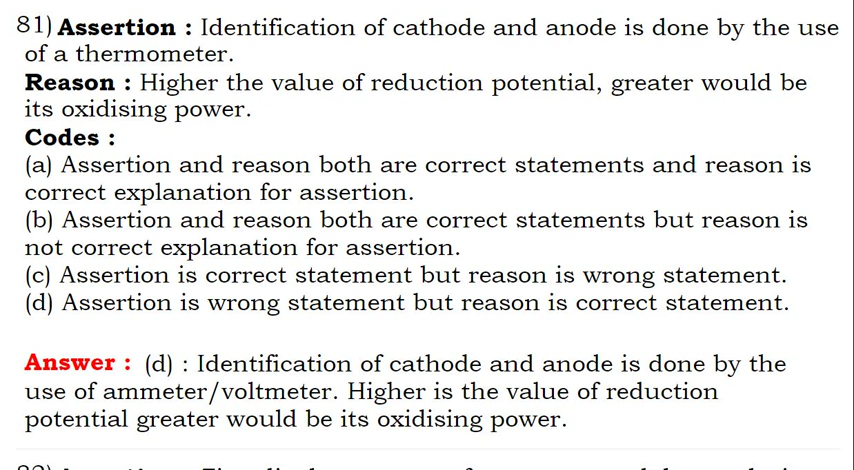 81) Assertion : Identification of cathode and anode is done by the use
of a thermometer.
Reason : Higher the value of reduction potential, greater would be
its oxidising power.
Codes :
(a) Assertion and reason both are correct statements and reason is
correct explanation for assertion.
(b) Assertion and reason both are correct statements but reason is
not correct explanation for assertion.
(c) Assertion is correct statement but reason is wrong statement.
(d) Assertion is wrong statement but reason is correct statement.
Answer : (d) : Identification of cathode and anode is done by the
use of ammeter/voltmeter. Higher is the value of reduction
potential greater would be its oxidising power.